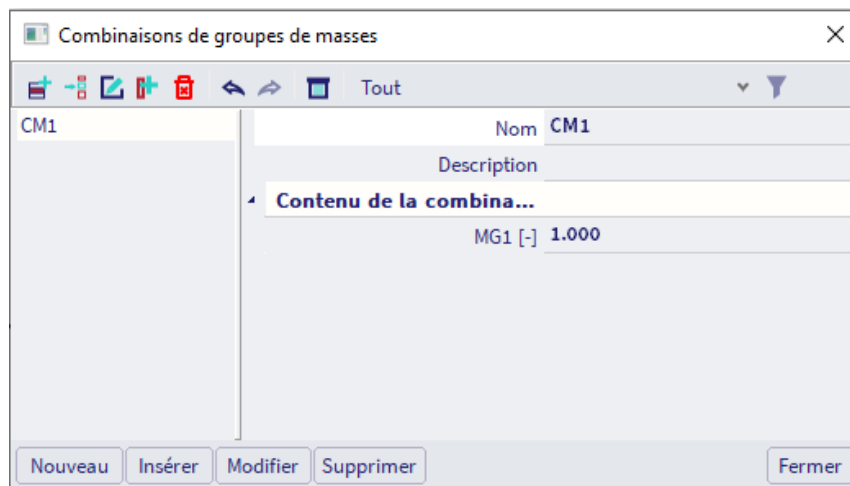 Combinaisons de groupes de masses
Tout
CM1
Nom CM1
Description
Contenu de la combina...
MG1 [-] 1.000
Nouveau Insérer Modifier Supprimer Fermer